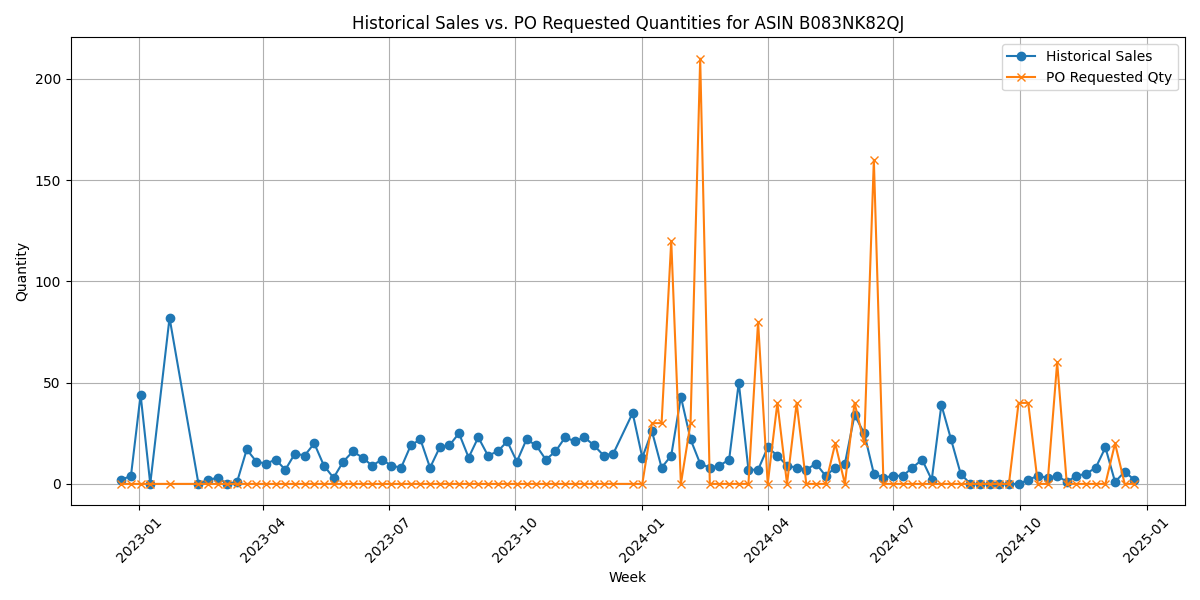 Historical Sales vs. PO Requested Quantities for ASIN B083NK82QJ
Historical Sales
PO Requested Qty
200
150
100
50
0
Quantity
2023-01
2023-04
2023-07
2023-10
2024-01
2024-04
2024-07
2024-10
2025-01
Week